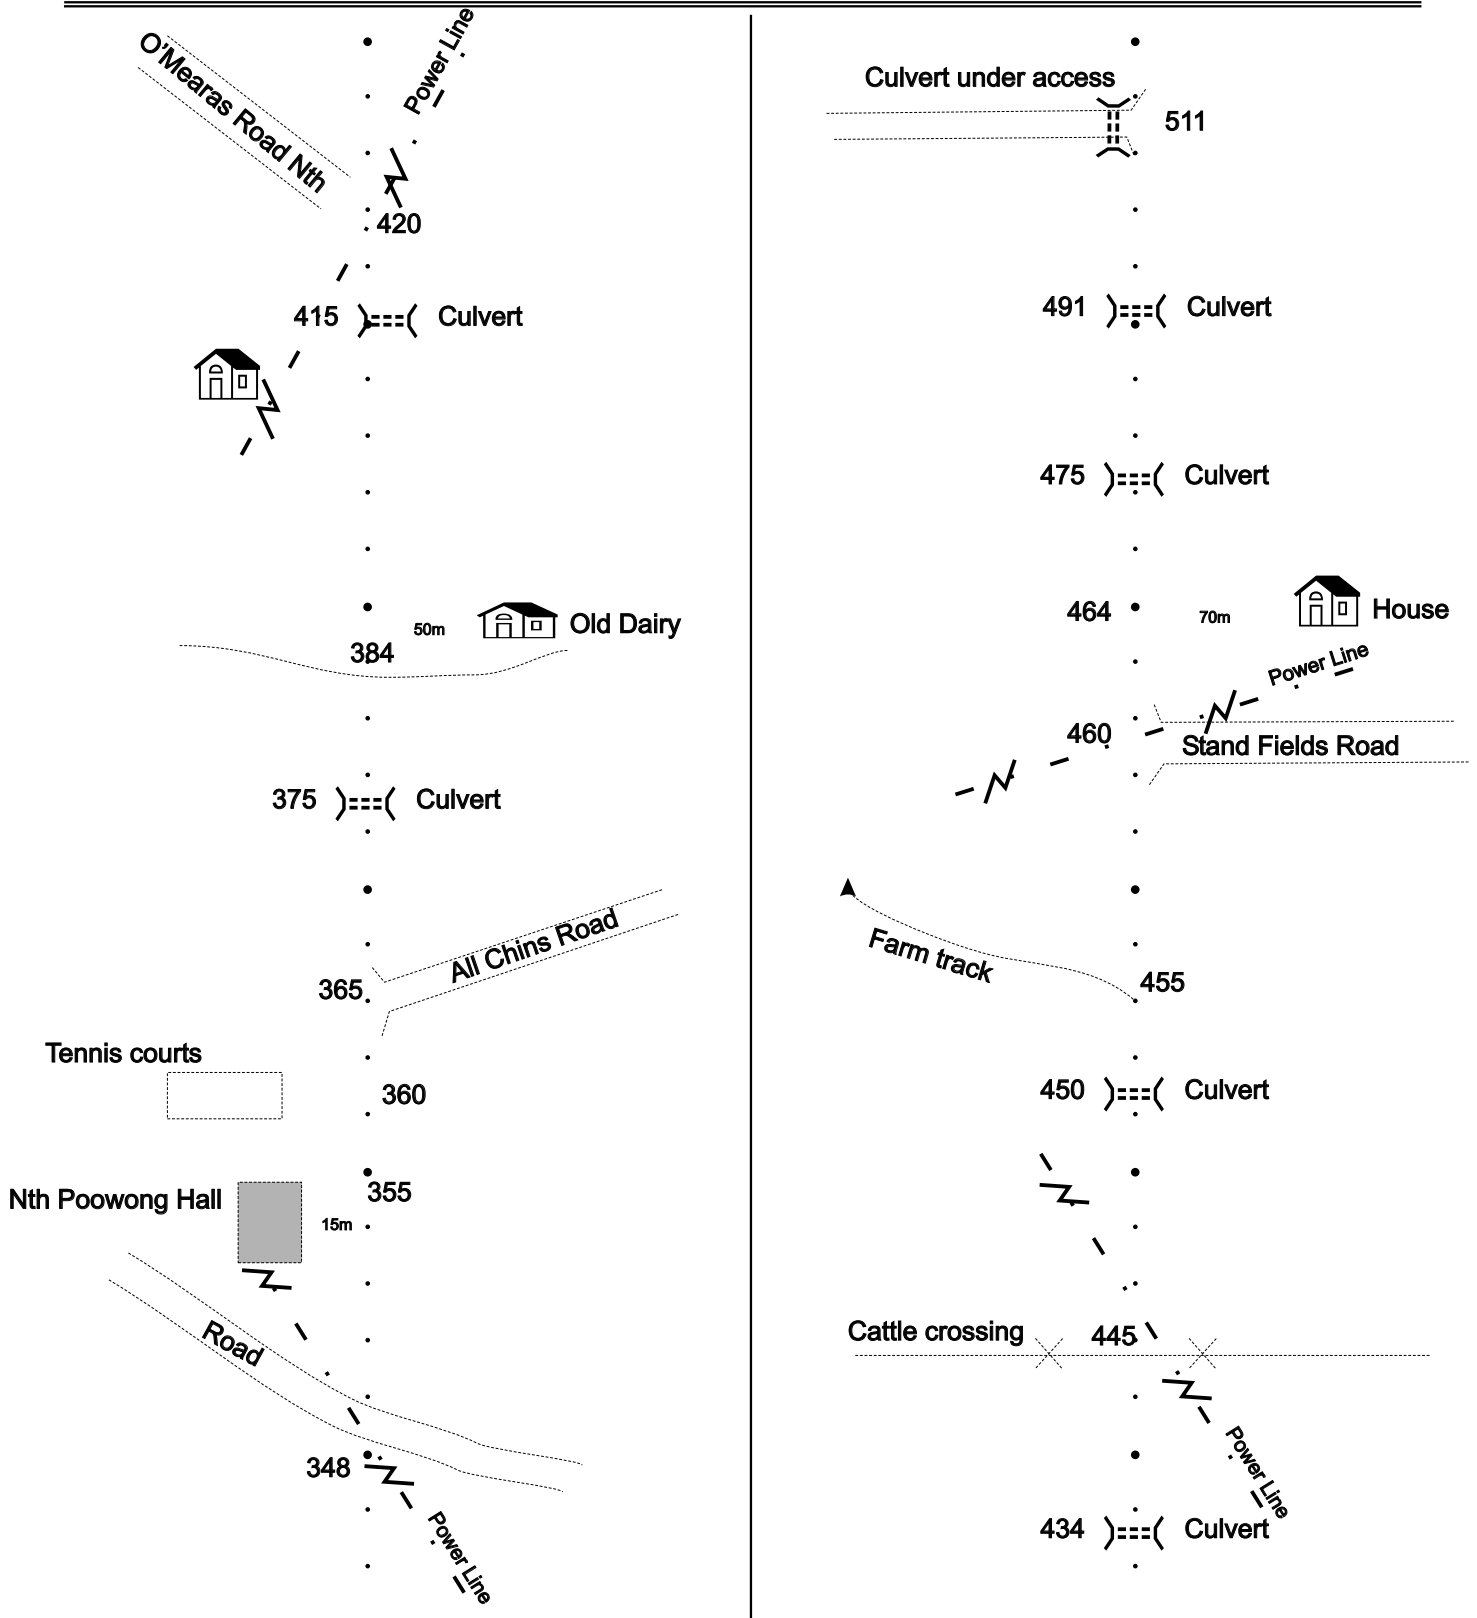 O'Mearas Road Nth
Power Line
420
415
Culvert
50m
Old Dairy
384
375
Culvert
All Chins Road
365
Tennis courts
360
355
Nth Poowong Hall
15m
Road
348
Power Line
Culvert under access
511
491
Culvert
475
Culvert
464
70m
House
Power Line
460
Stand Fields Road
Farm track
455
450
Culvert
Cattle crossing
445
Power Line
434
Culvert